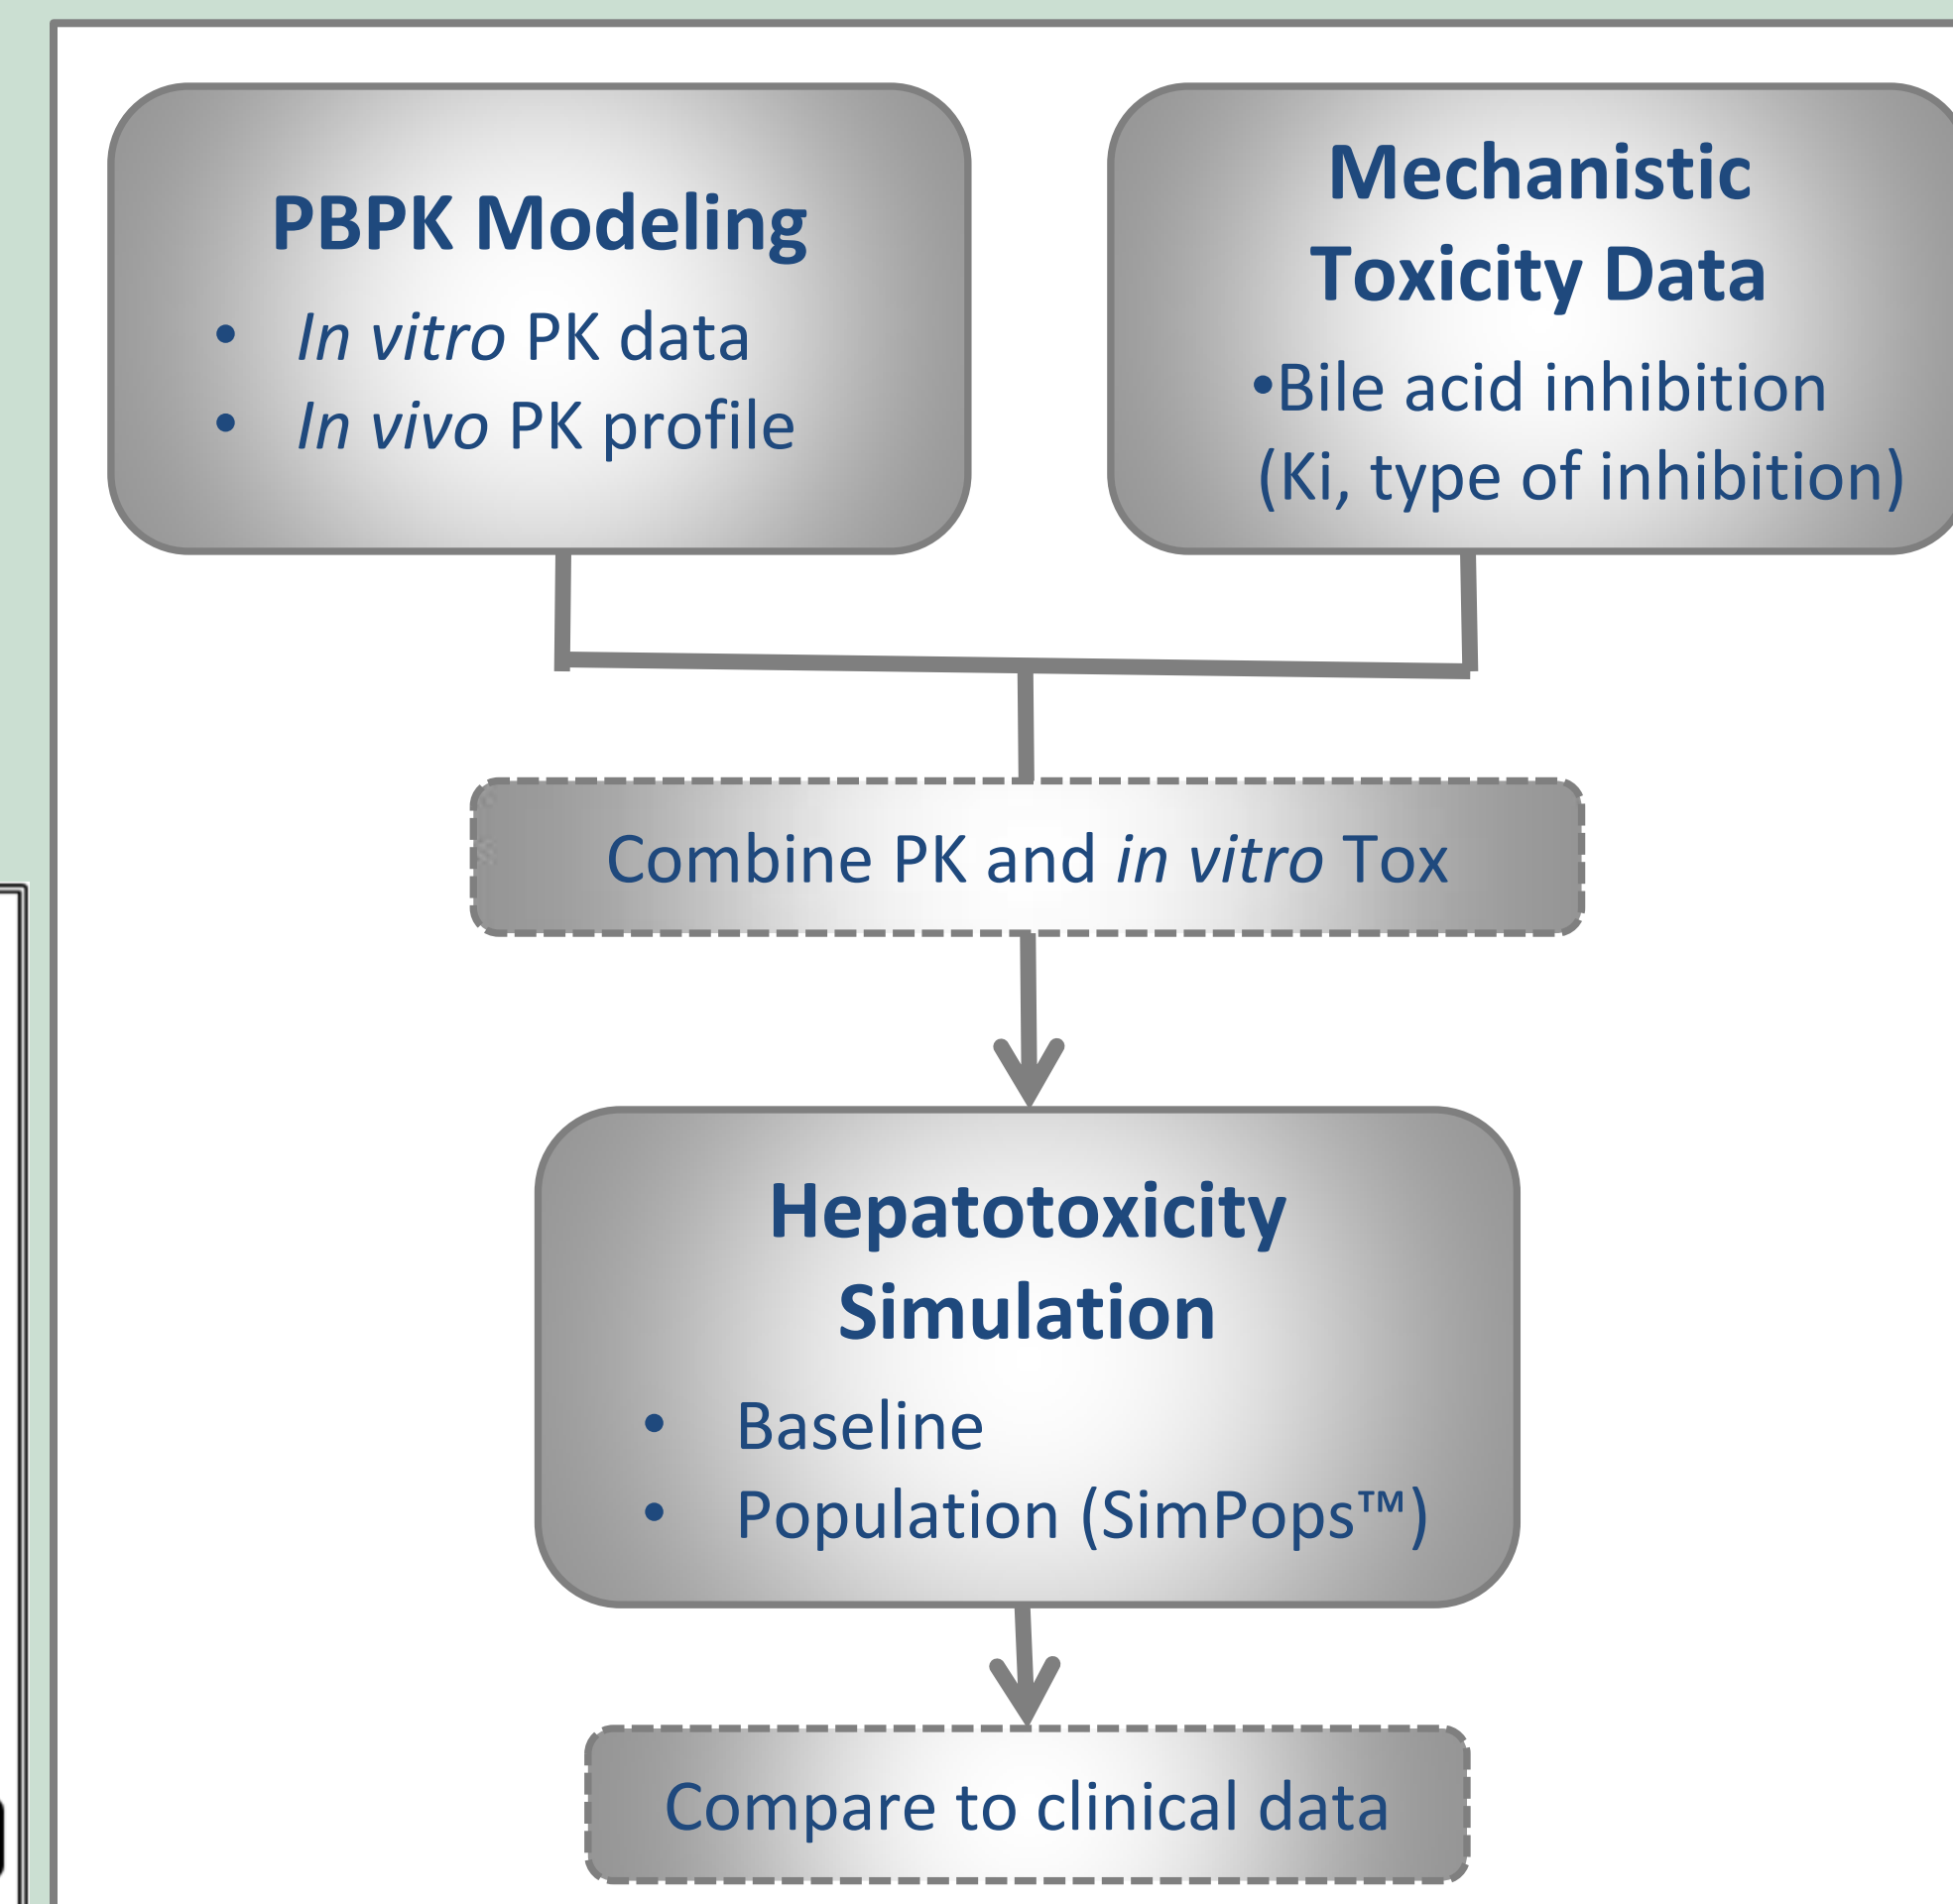 PBPK Modeling
• In vitro PK data
• In vivo PK profile
Mechanistic
Toxicity Data
•Bile acid inhibition
(Ki, type of inhibition)
Combine PK and in vitro Tox
Hepatotoxicity
Simulation
• Baseline
• Population (SimPops™)
Compare to clinical data